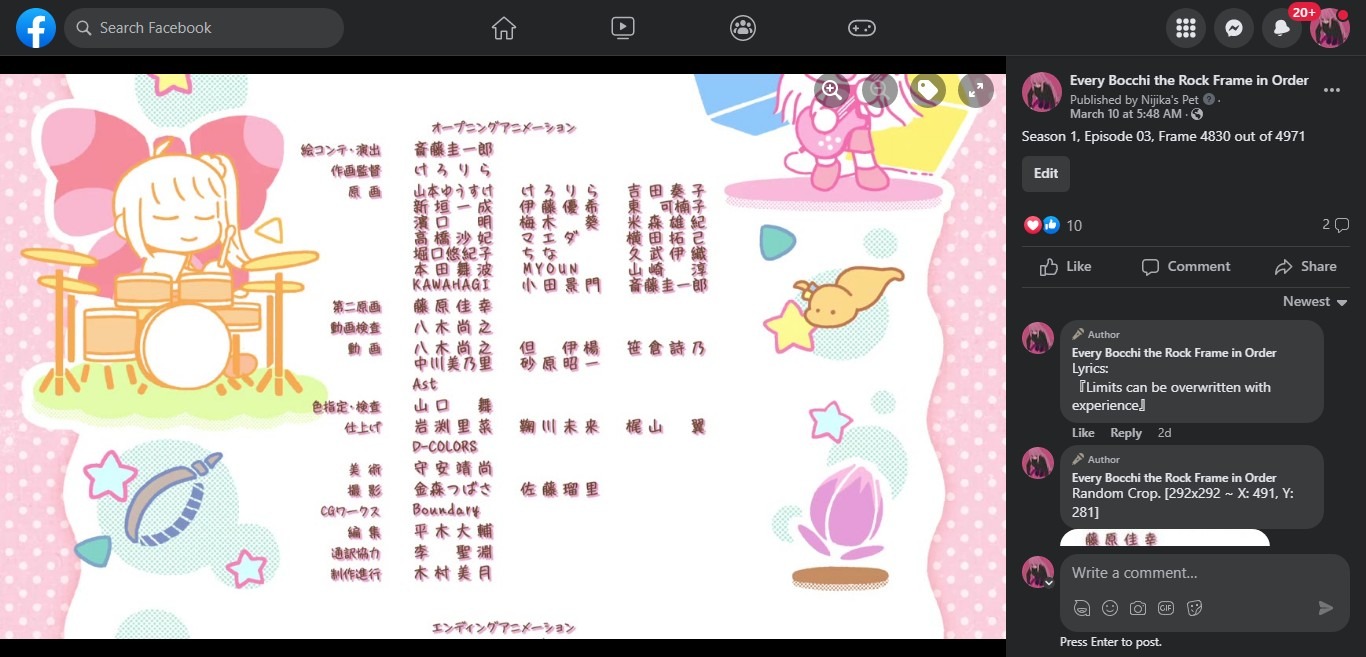 Search Facebook
20+
オープニングアニメーション
絵コンテ・演出 斎藤圭一郎
作画監督 けろりら
原画 山本ゆうすけ けろりら 吉田奏子
新垣一成 伊藤優希 東 可楠子
濱口 明 梅木 葵 米森雄紀
高橋沙妃 マエダ 横田拓己
堀口悠紀子 ちな 久武伊織
本田舞波 MYOUN 山崎 淳
KAWAHAGI 小田景門 斎藤圭一郎
第二原画 藤原佳幸
動画検査 八木尚之
動画 八木尚之 但 伊楊 笹倉詩乃
中川美乃里 砂原昭一
Ast
色指定・検査 山口 舞
仕上げ 岩渕里菜 鞠川未来 梶山 翼
D-COLORS
美術 守安靖尚
撮影 金森つばさ 佐藤瑠里
CGワークス Boundary
編集 平木大輔
通訳協力 李 聖淵
制作進行 木村美月
エンディングアニメーション
Every Bocchi the Rock Frame in Order
Published by Nijika's Pet ·
March 10 at 5:48 AM ·
Season 1, Episode 03, Frame 4830 out of 4971
Edit
10
2
Like Comment Share
Newest
Author
Every Bocchi the Rock Frame in Order
Lyrics:
『Limits can be overwritten with
experience』
Like Reply 2d
Author
Every Bocchi the Rock Frame in Order
Random Crop. [292x292 ~ X: 491, Y:
281]
藤原佳幸
Write a comment…
GIF
Press Enter to post.